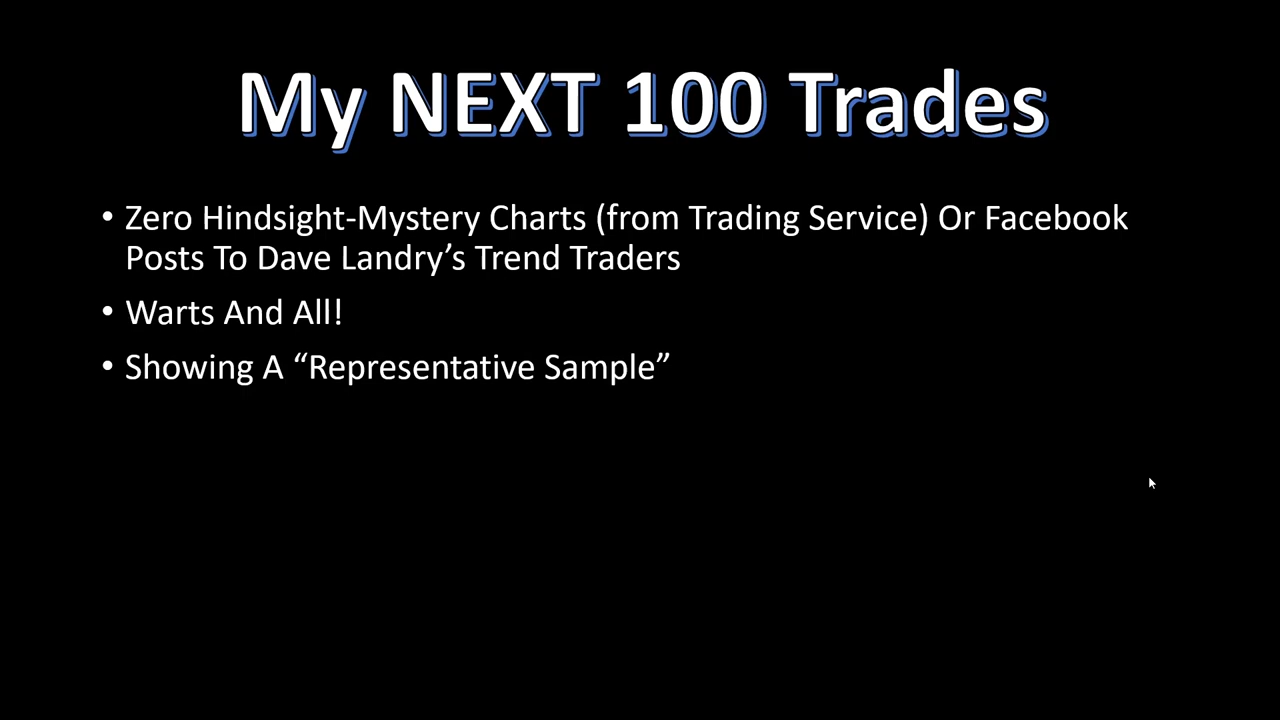 My NEXT 100 Trades
• Zero Hindsight-Mystery Charts (from Trading Service) Or Facebook
Posts To Dave Landry’s Trend Traders
• Warts And All!
• Showing A “Representative Sample”